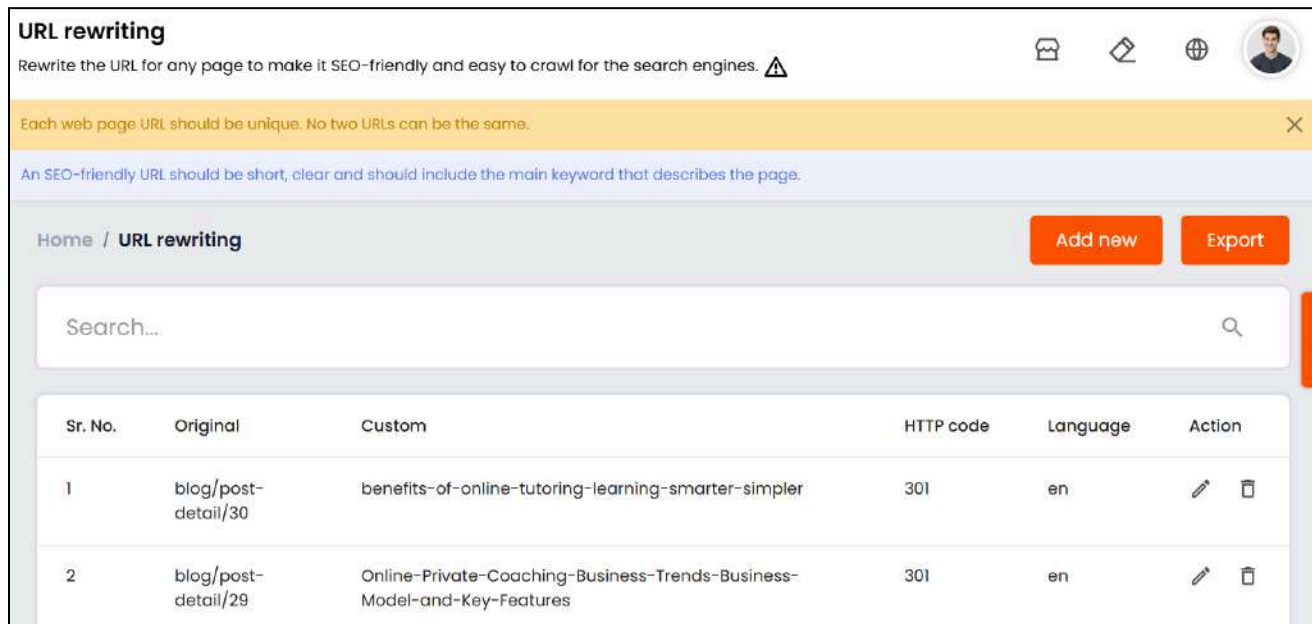 URL rewriting
Rewrite the URL for any page to make it SEO-friendly and easy to crawl for the search engines.
Each web page URL should be unique. No two URLs can be the same.
An SEO-friendly URL should be short, clear and should include the main keyword that describes the page.
Home / URL rewriting
Add new
Export
Search...
Sr. No. Original Custom HTTP code Language Action
1 blog/post- benefits-of-online-tutoring-learning-smarter-simpler 301 en
detail/30
2 blog/post- Online-Private-Coaching-Business-Trends-Business- 301 en
detail/29 Model-and-Key-Features